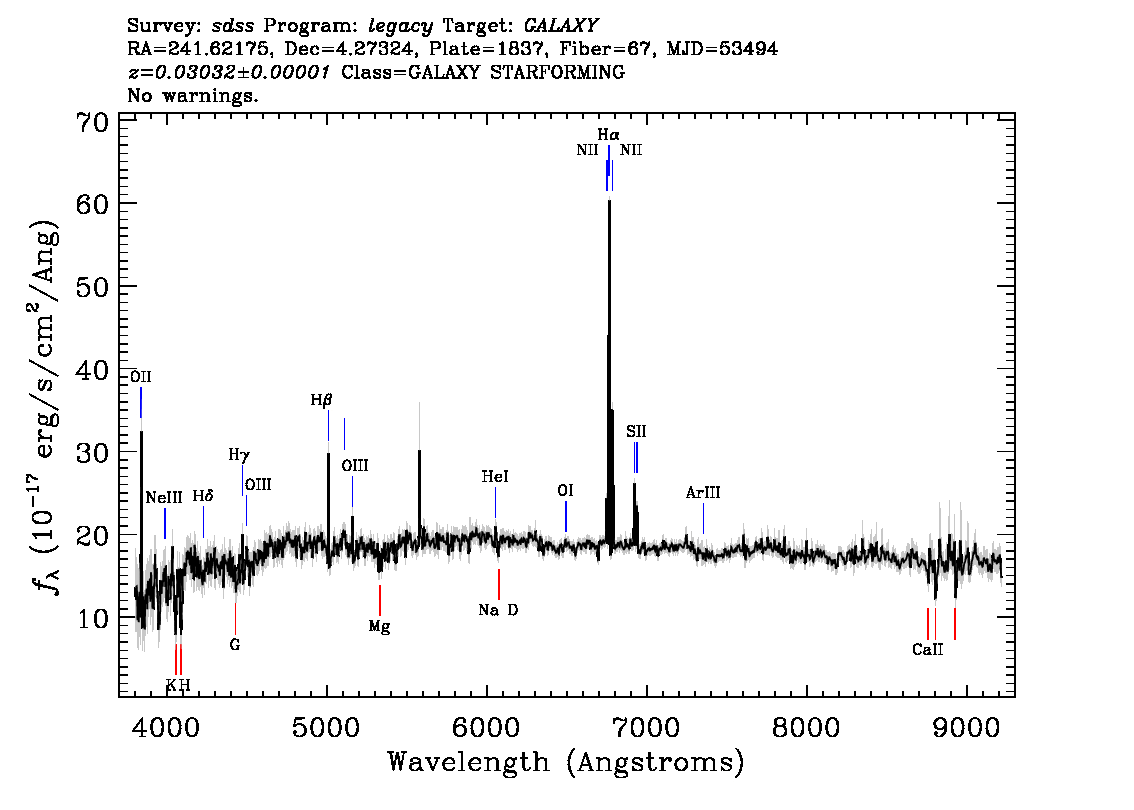 Survey: sdss Program: legacy Target: GALAXY
RA=241.62175, Dec=4.27324, Plate=1837, Fiber=67, MJD=53494
z=0.03032±0.00001 Class=GALAXY STARFORMING
No warnings.
70
60
50
40
30
20
10
fλ (10⁻¹⁷ erg/s/cm²/Ang)
Hα
NII NII
OII
Hβ
SII
Hγ
OIII
OIII
NeIII Hδ
HeI
OI
ArIII
Na D
Mg
G
CaII
K H
4000 5000 6000 7000 8000 9000
Wavelength (Angstroms)